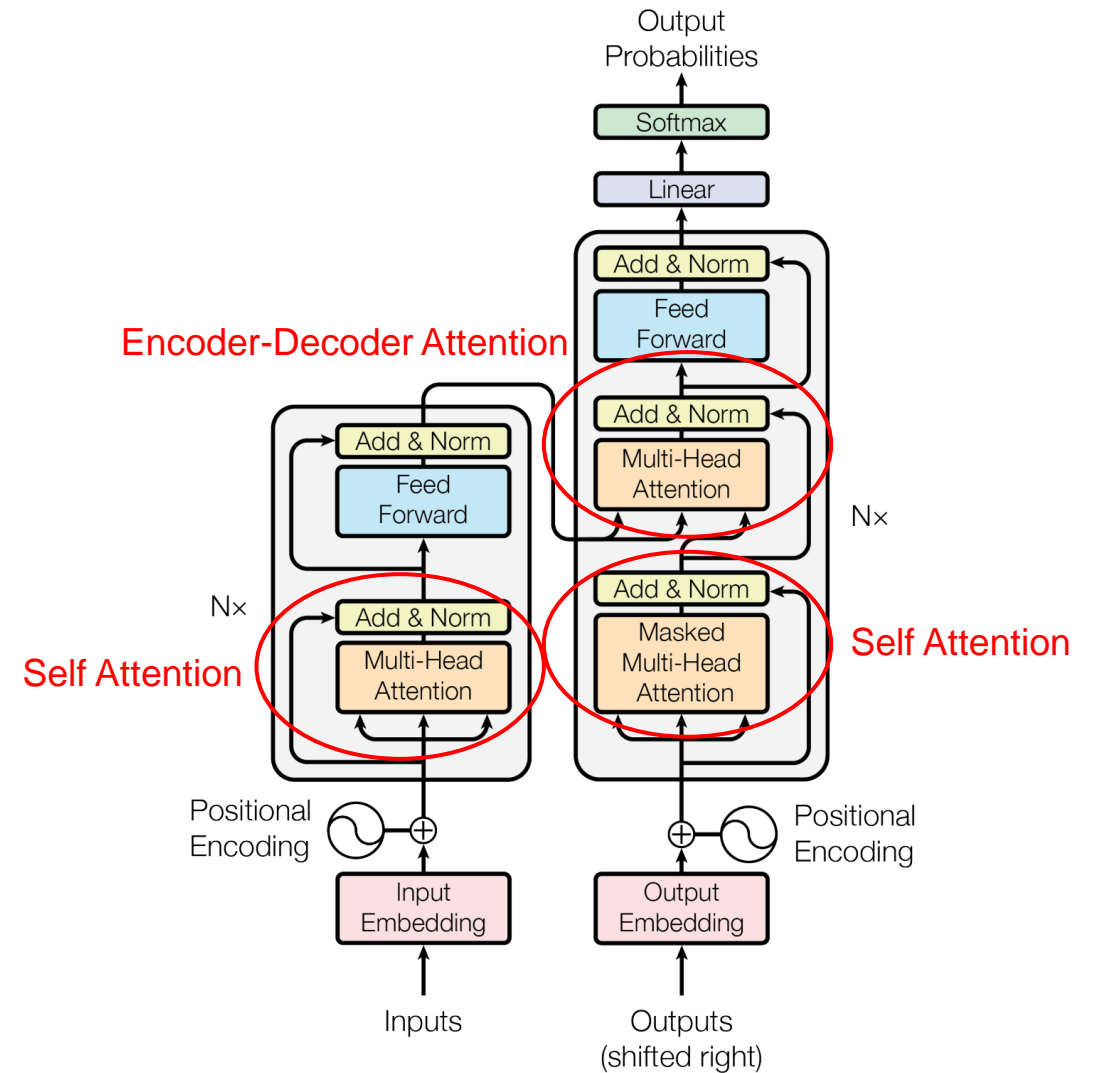 Output
Probabilities
Softmax
Linear
Add & Norm
Feed
Forward
Encoder-Decoder Attention
Add & Norm
Multi-Head
Attention
Add & Norm
Feed
Forward
N×
Add & Norm
Masked
Multi-Head
Attention
Self Attention
N×
Add & Norm
Multi-Head
Attention
Self Attention
Positional
Encoding
Positional
Encoding
Input
Embedding
Output
Embedding
Inputs
Outputs
(shifted right)